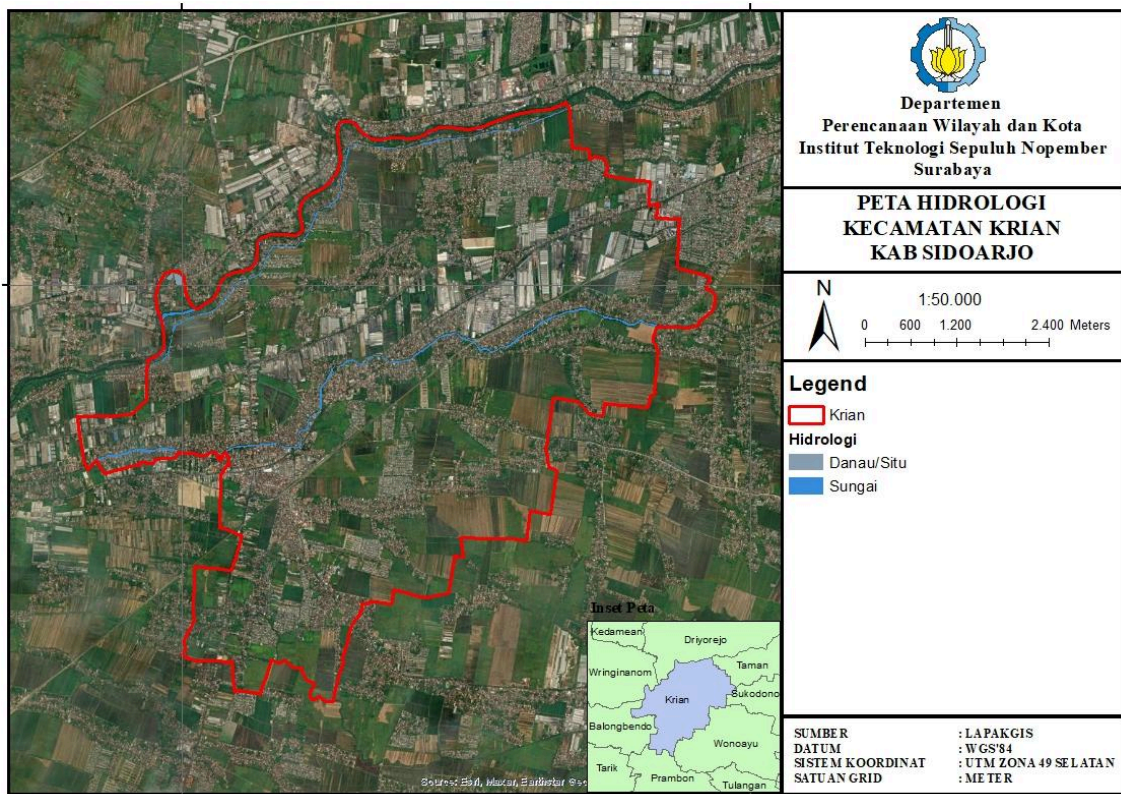 Departemen
Perencanaan Wilayah dan Kota
Institut Teknologi Sepuluh Nopember
Surabaya
PETA HIDROLOGI
KECAMATAN KRIAN
KAB SIDOARJO
N
1:50.000
0 600 1.200 2.400 Meters
Legend
Krian
Hidrologi
Danau/Situ
Sungai
Inset Peta
Kedamean
Driyorejo
Wringinanom
Taman
Sukodono
Krian
Balongbendo
Wonoayu
Tarik
Prambon
Tulangan
Source: Esri, Maxar, Earthstar Geo
SUMBER : LAPAKGIS
DATUM : WGS'84
SISTEM KOORDINAT : UTM ZONA 49 SELATAN
SATUAN GRID : METER